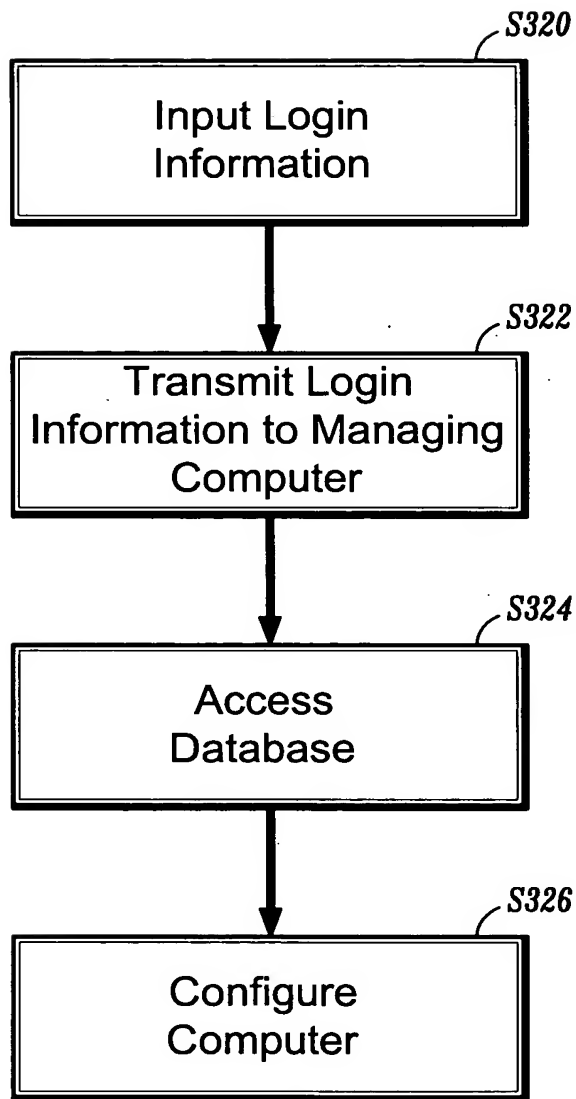 S320
Input Login
Information
S322
Transmit Login
Information to Managing
Computer
S324
Access
Database
S326
Configure
Computer